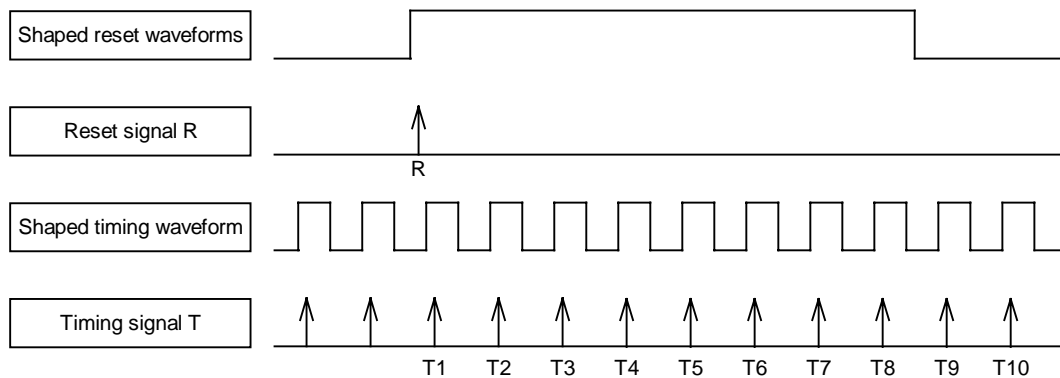 Shaped reset waveforms
Reset signal R
R
Shaped timing waveform
Timing signal T
T1 T2 T3 T4 T5 T6 T7 T8 T9 T10